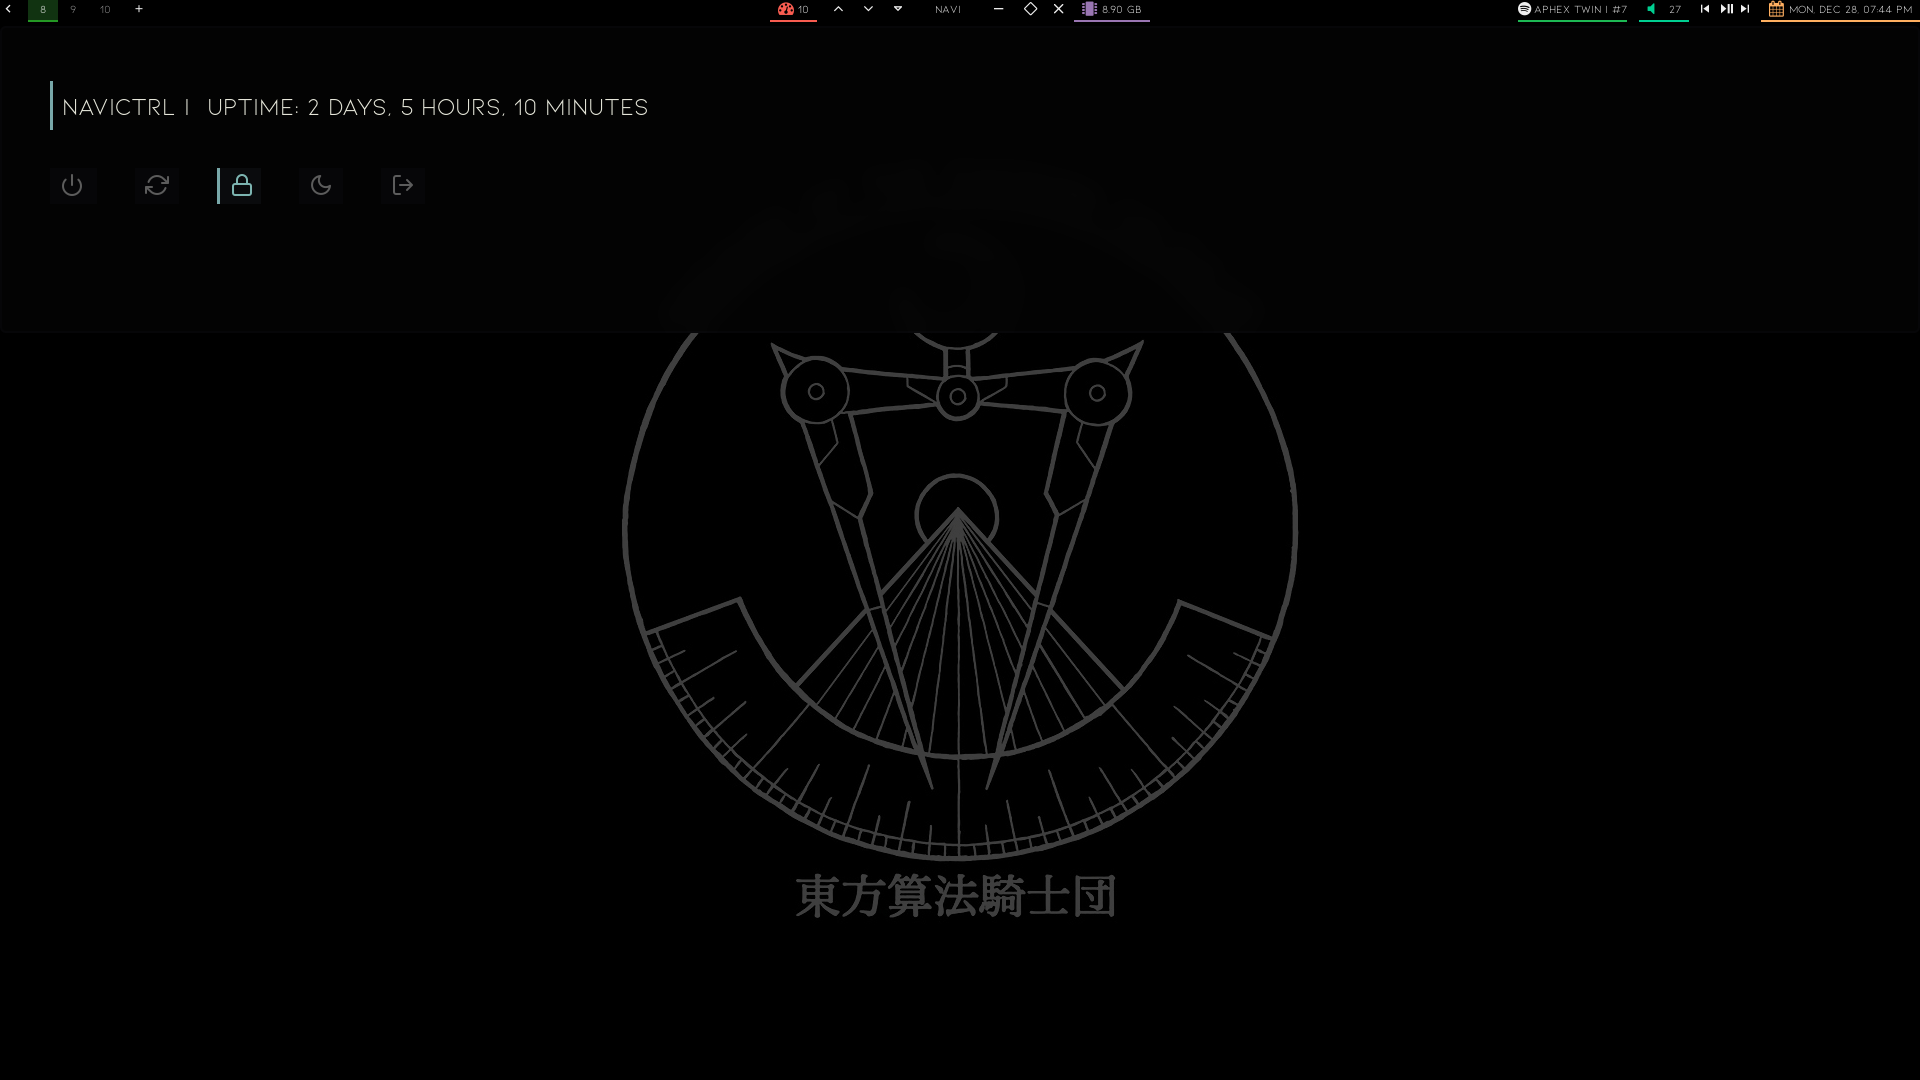 8 9 10 +
10
NAVI
8.90 GB
APHEX TWIN | #7
27
MON, DEC 28, 07:44 PM
NAVICTRL | UPTIME: 2 DAYS, 5 HOURS, 10 MINUTES
東方算法騎士団